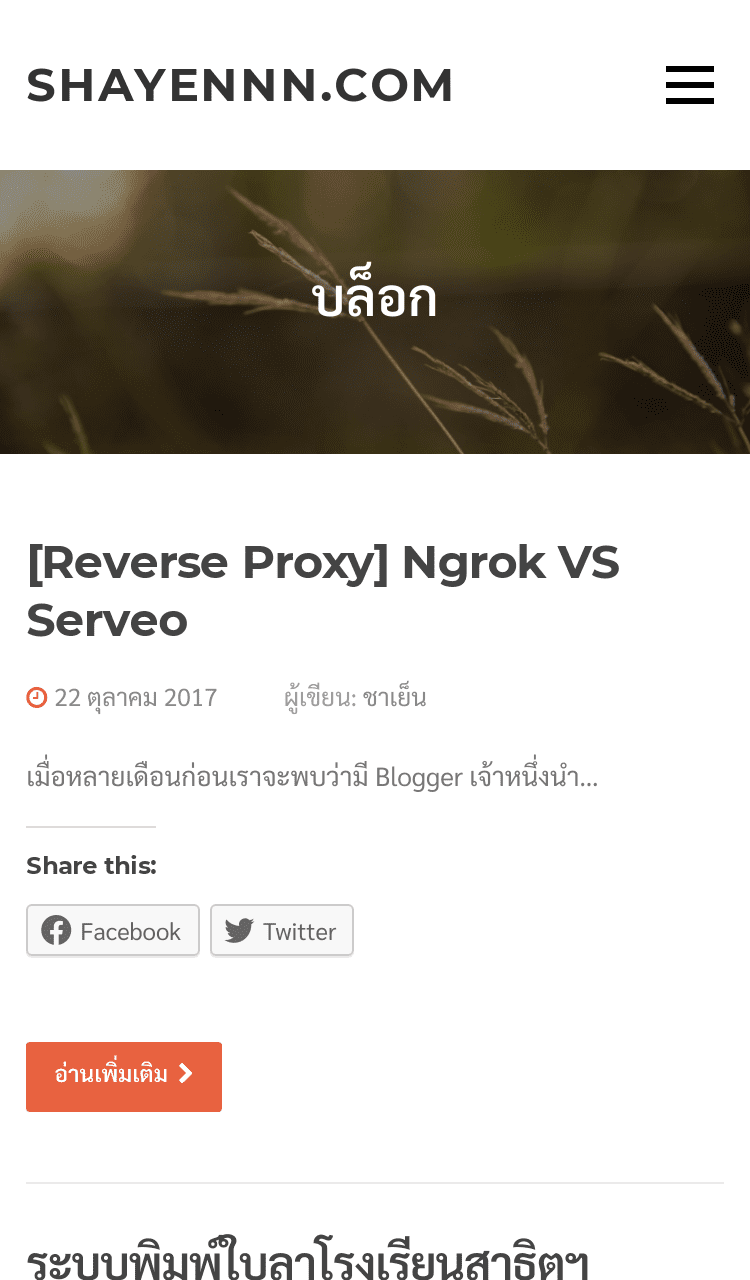 SHAYENNN.COM
บล็อก
[Reverse Proxy] Ngrok VS
Serveo
22 ตุลาคม 2017 ผู้เขียน: ชาเย็น
เมื่อหลายเดือนก่อนเราจะพบว่ามี Blogger เจ้าหนึ่งนำ...
Share this:
Facebook Twitter
อ่านเพิ่มเติม
ระบบพิมพ์ใบลาโรงเรียนสาธิตฯ